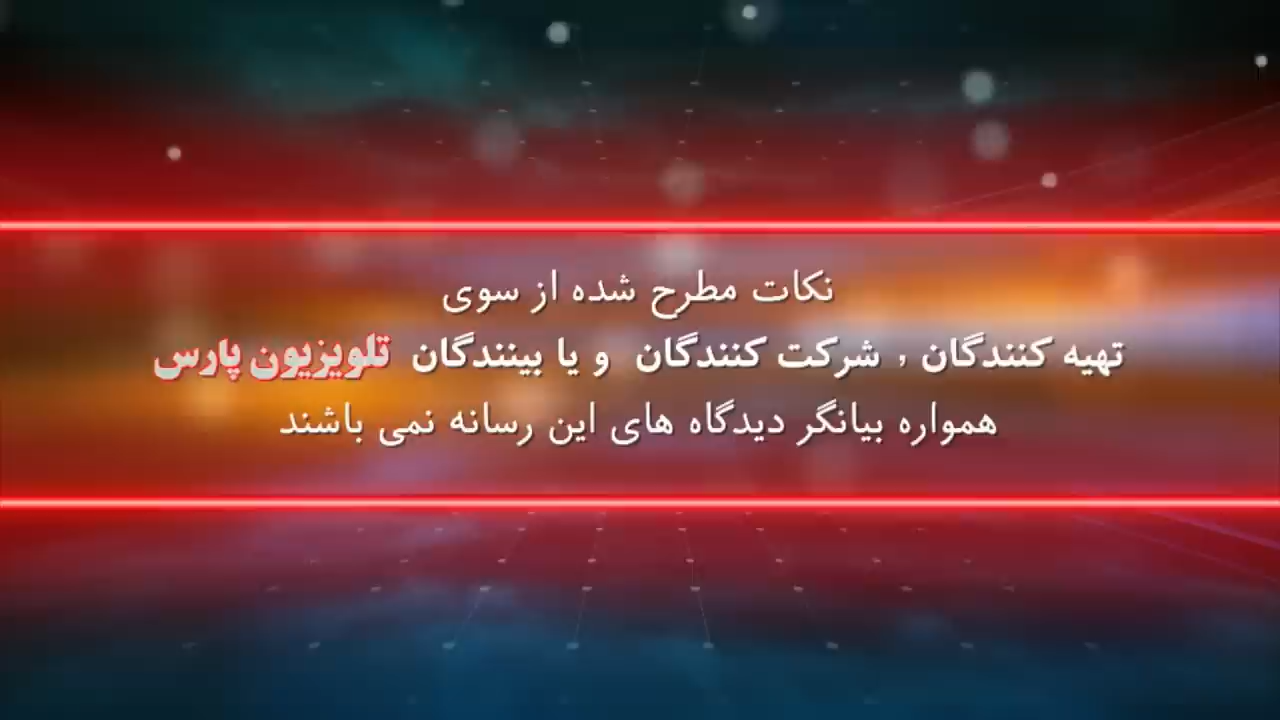 نکات مطرح شده از سوی
تهیه کنندگان , شرکت کنندگان و یا بینندگان تلویزیون پارس
همواره بیانگر دیدگاه های این رسانه نمی باشند